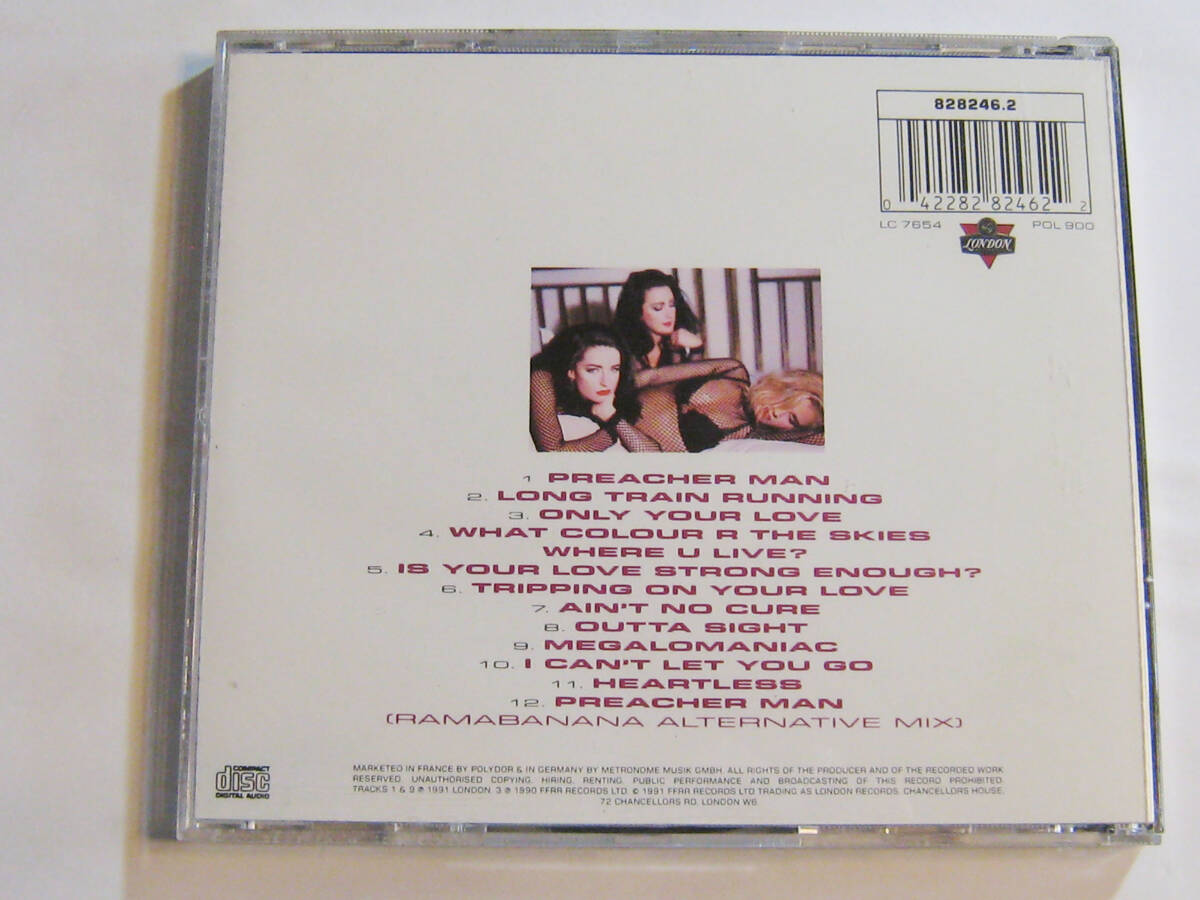 828246.2
0 42282 82462 2
LC 7654
LONDON
POL 900
1 PREACHER MAN
2. LONG TRAIN RUNNING
3. ONLY YOUR LOVE
4. WHAT COLOUR R THE SKIES
WHERE U LIVE?
5. IS YOUR LOVE STRONG ENOUGH?
6. TRIPPING ON YOUR LOVE
7. AIN'T NO CURE
8. OUTTA SIGHT
9. MEGALOMANIAC
10. I CAN'T LET YOU GO
11. HEARTLESS
12. PREACHER MAN
(RAMABANANA ALTERNATIVE MIX)
COMPACT
disc
DIGITAL AUDIO
MARKETED IN FRANCE BY POLYDOR & IN GERMANY BY METRONOME MUSIK GMBH. ALL RIGHTS OF THE PRODUCER AND OF THE RECORDED WORK
RESERVED. UNAUTHORISED COPYING, HIRING, RENTING, PUBLIC PERFORMANCE AND BROADCASTING OF THIS RECORD PROHIBITED.
TRACKS 1 & 9 ℗ 1991 LONDON. 3 ℗ 1990 FFRR RECORDS LTD. © 1991 FFRR RECORDS LTD TRADING AS LONDON RECORDS, CHANCELLORS HOUSE,
72 CHANCELLORS RD, LONDON W6.